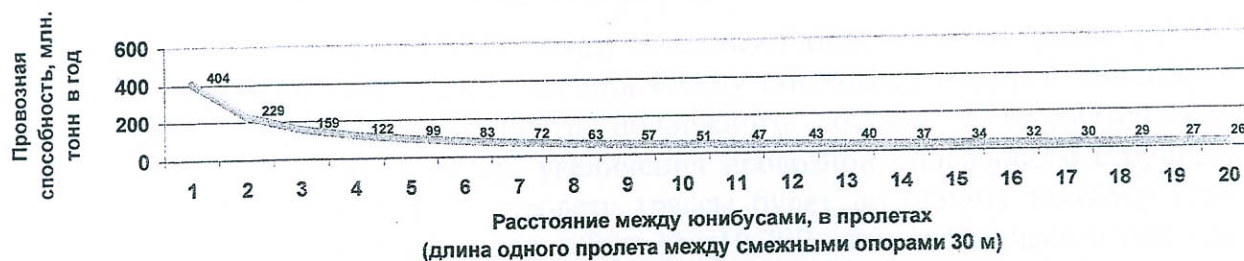 Провозная
способность, млн.
тонн в год
600
400
200
0
404 229 159 122 99 83 72 63 57 51 47 43 40 37 34 32 30 29 27 26
1 2 3 4 5 6 7 8 9 10 11 12 13 14 15 16 17 18 19 20
Расстояние между юнибусами, в пролетах
(длина одного пролета между смежными опорами 30 м)